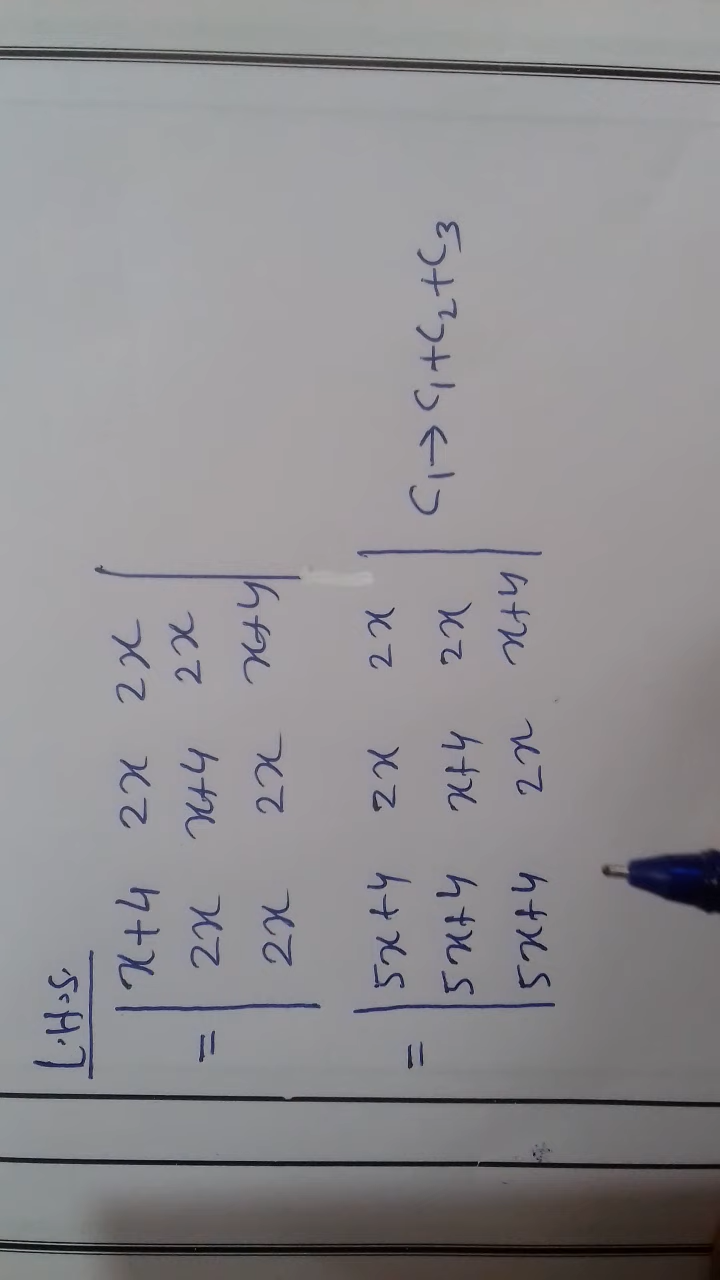 L.H.S.
= | x+4 2x 2x |
2x x+4 2x
2x 2x x+4
= | 5x+4 2x 2x | C1→C1+C2+C3
5x+4 x+4 2x
5x+4 2x x+4